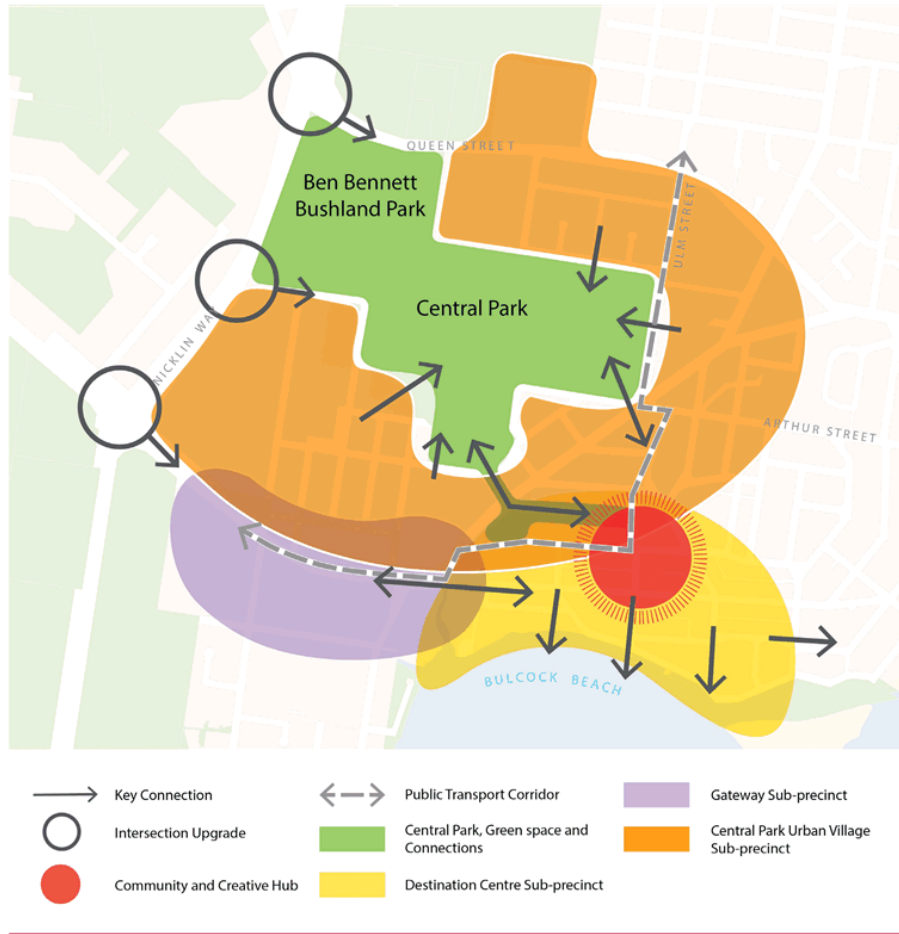 QUEEN STREET
Ben Bennett
Bushland Park
ULM STREET
Central Park
NICKLIN WAY
ARTHUR STREET
BULCOCK BEACH
Key Connection
Public Transport Corridor
Gateway Sub-precinct
Intersection Upgrade
Central Park, Green space and
Connections
Central Park Urban Village
Sub-precinct
Community and Creative Hub
Destination Centre Sub-precinct